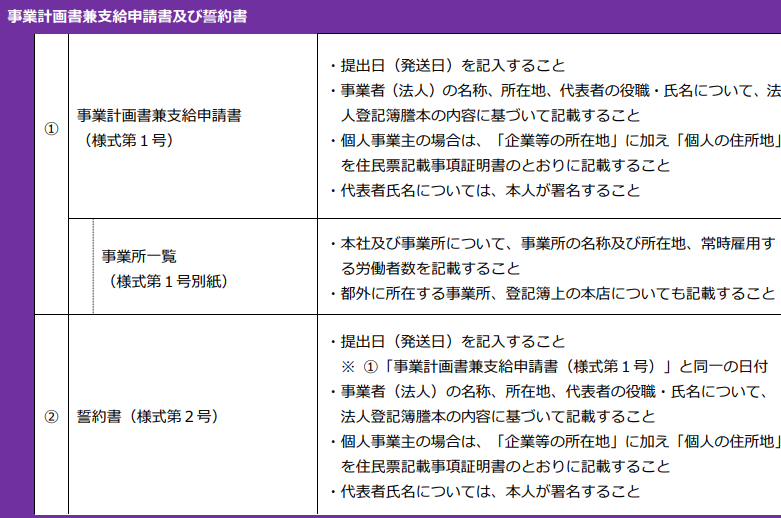 事業計画書兼支給申請書及び誓約書
①
事業計画書兼支給申請書
（様式第１号）
・提出日（発送日）を記入すること
・事業者（法人）の名称、所在地、代表者の役職・氏名について、法
人登記簿謄本の内容に基づいて記載すること
・個人事業主の場合は、「企業等の所在地」に加え「個人の住所地」
を住民票記載事項証明書のとおりに記載すること
・代表者氏名については、本人が署名すること
事業所一覧
（様式第１号別紙）
・本社及び事業所について、事業所の名称及び所在地、常時雇用す
る労働者数を記載すること
・都外に所在する事業所、登記簿上の本店についても記載すること
②
誓約書（様式第２号）
・提出日（発送日）を記入すること
※ ①「事業計画書兼支給申請書（様式第１号）」と同一の日付
・事業者（法人）の名称、所在地、代表者の役職・氏名について、
法人登記簿謄本の内容に基づいて記載すること
・個人事業主の場合は、「企業等の所在地」に加え「個人の住所地」
を住民票記載事項証明書のとおりに記載すること
・代表者氏名については、本人が署名すること